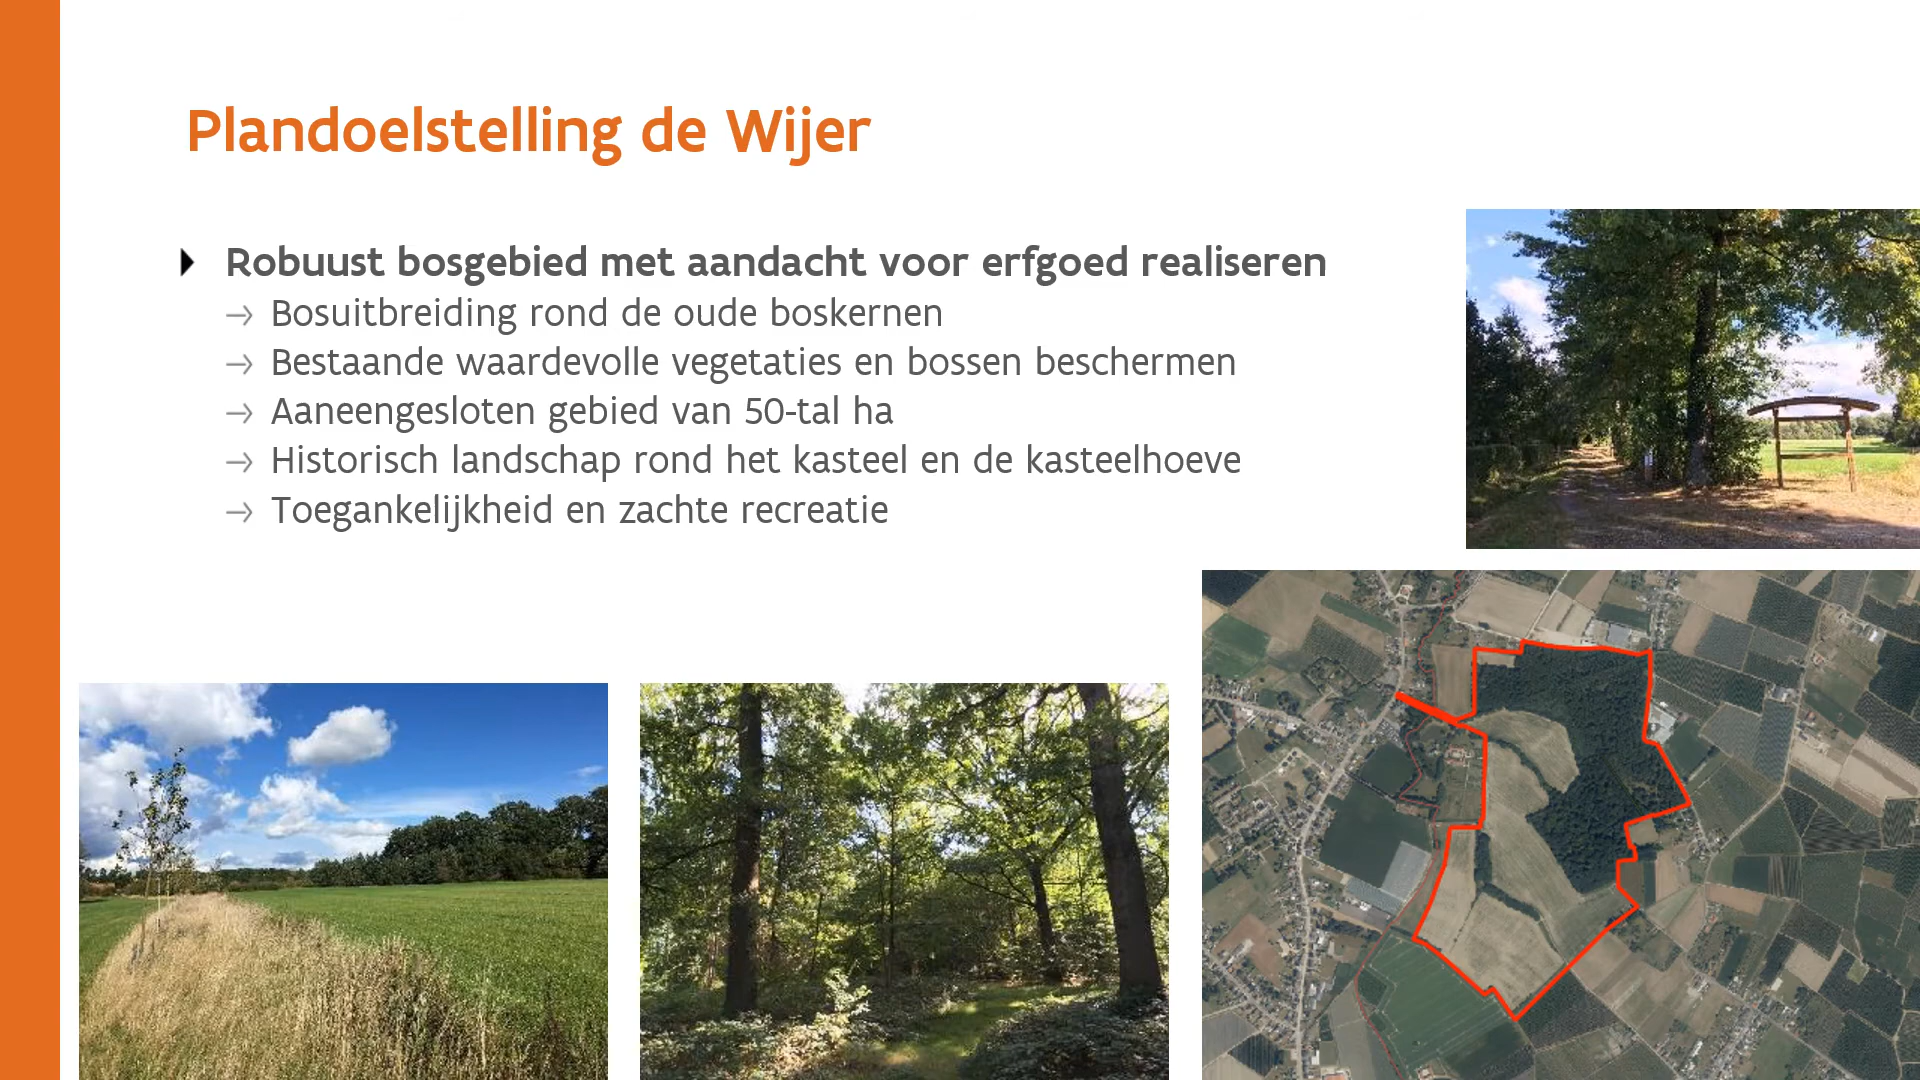 Plandoelstelling de Wijer
Robuust bosgebied met aandacht voor erfgoed realiseren
→ Bosuitbreiding rond de oude boskernen
→ Bestaande waardevolle vegetaties en bossen beschermen
→ Aaneengesloten gebied van 50-tal ha
→ Historisch landschap rond het kasteel en de kasteelhoeve
→ Toegankelijkheid en zachte recreatie